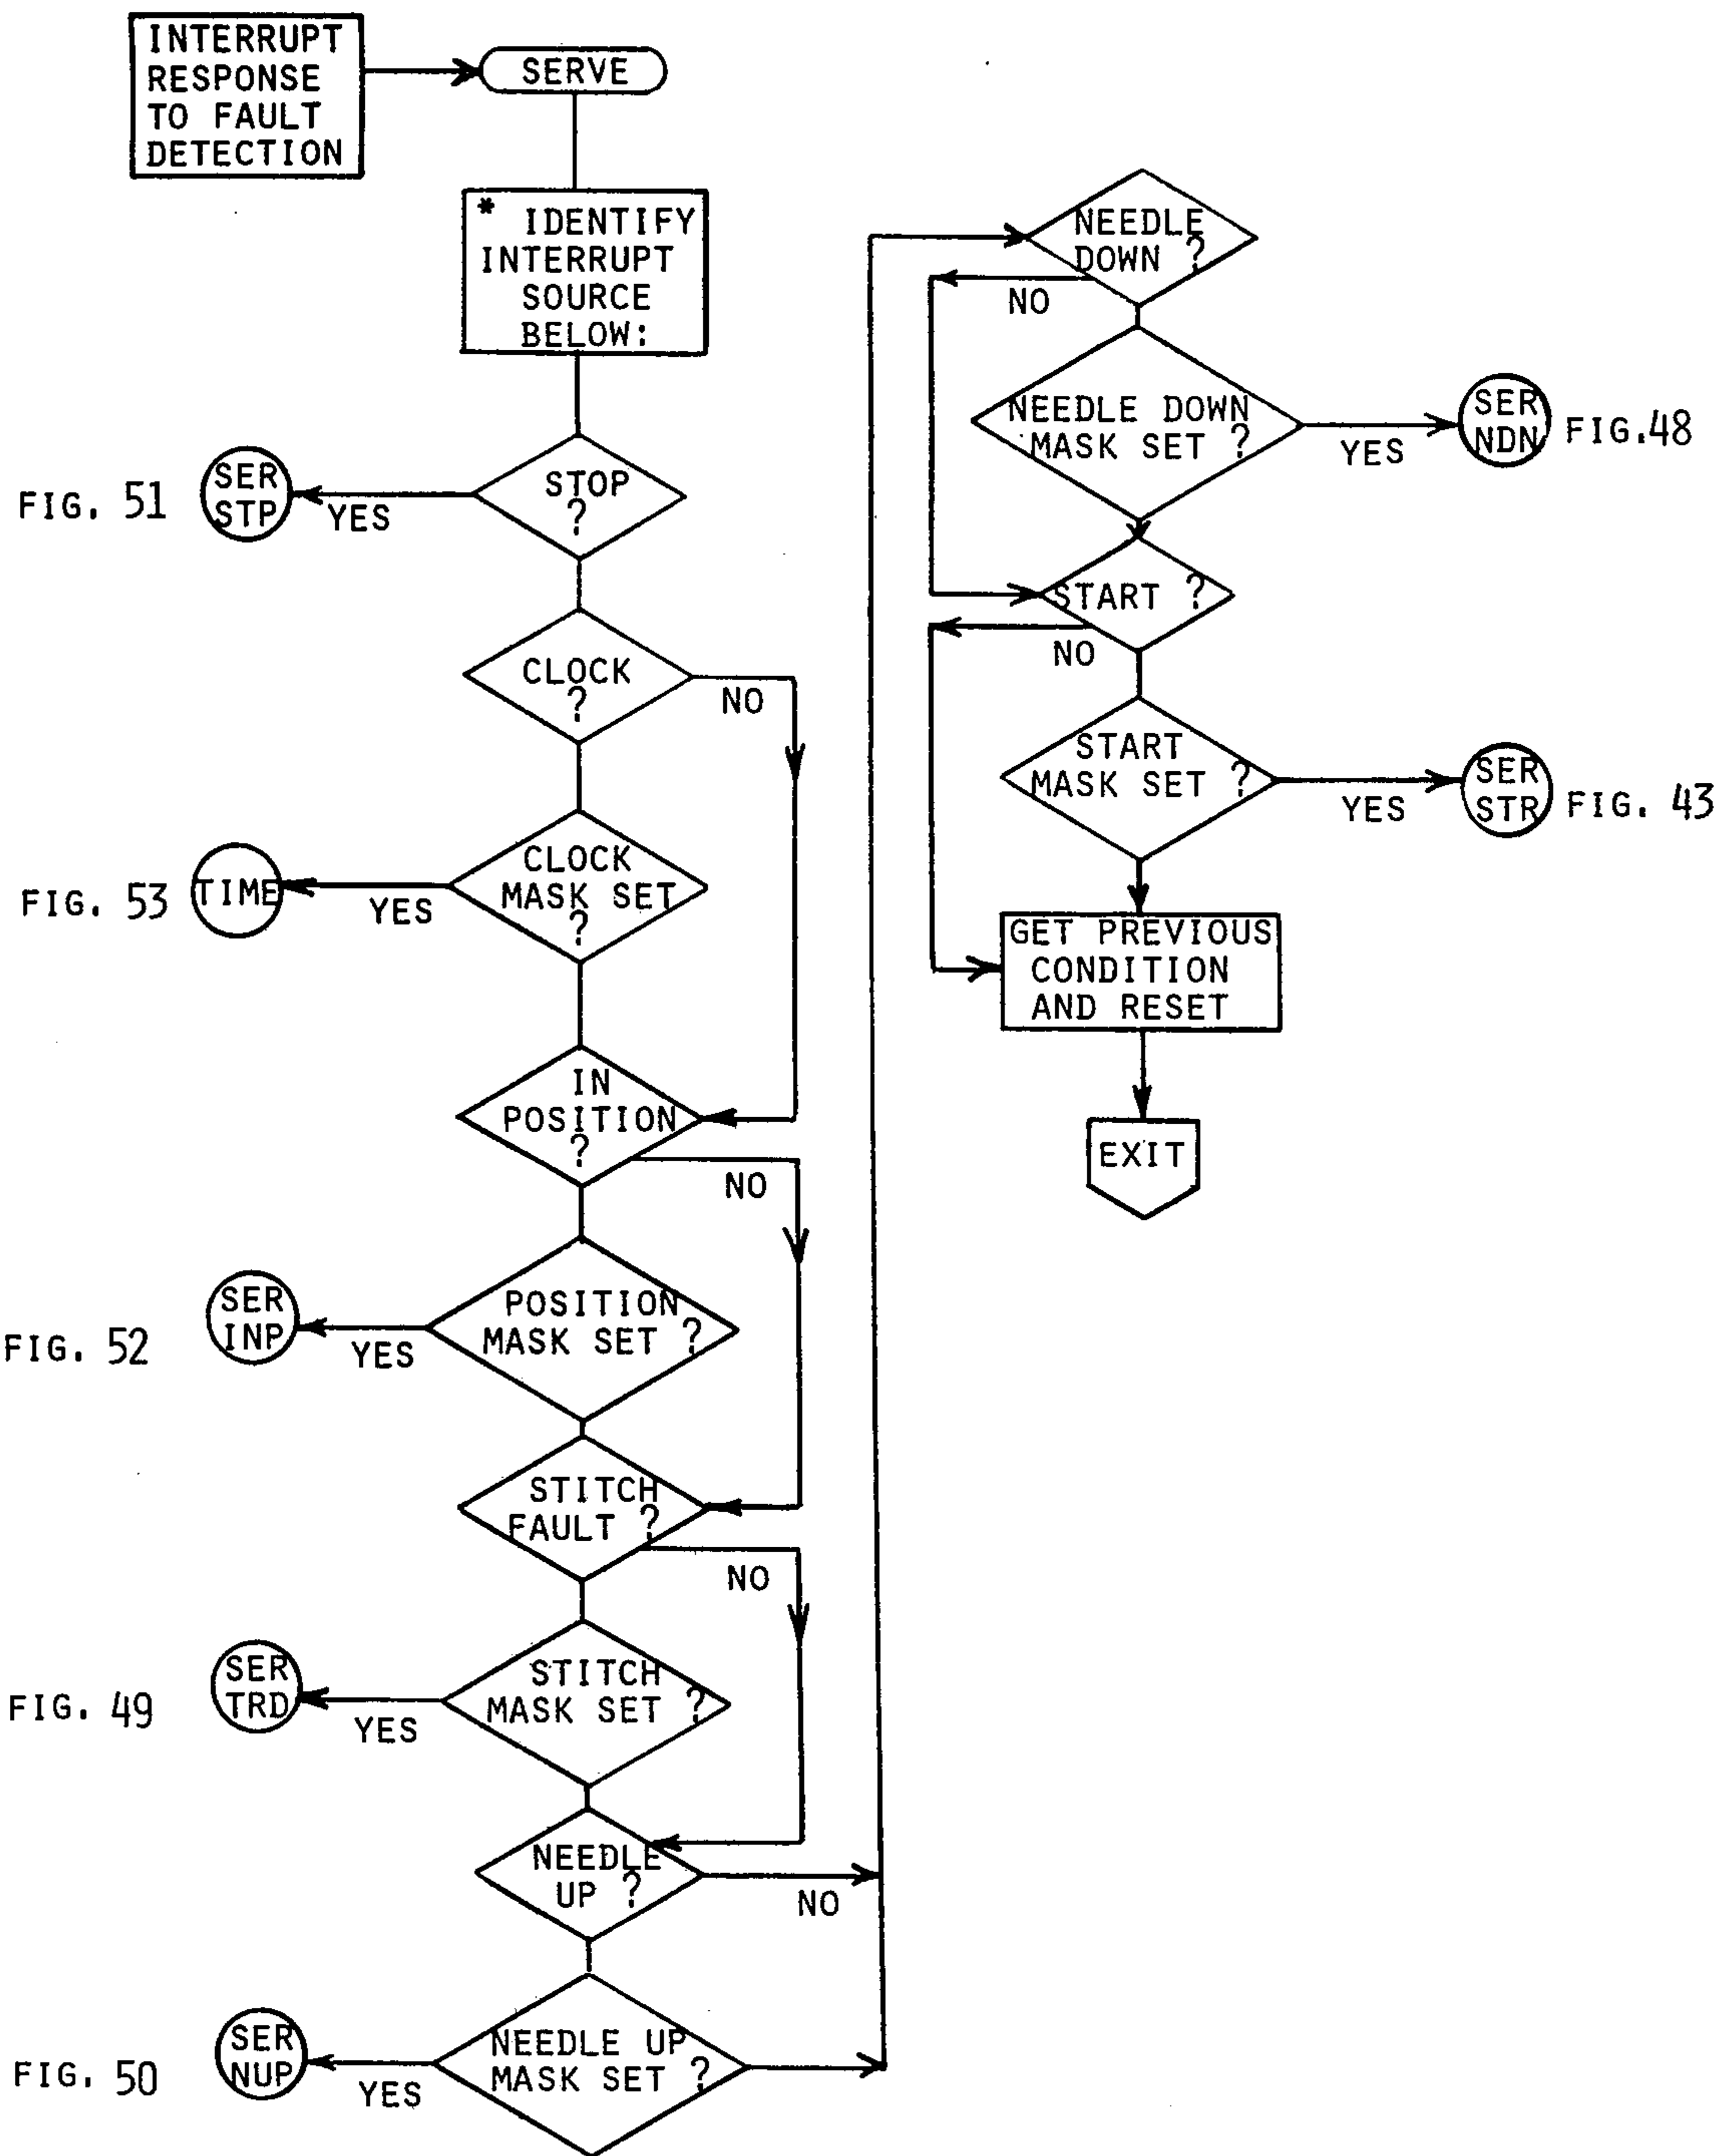 INTERRUPT
RESPONSE
TO FAULT
DETECTION
SERVE
* IDENTIFY
INTERRUPT
SOURCE
BELOW:
STOP
?
YES
SER
STP
FIG. 51
CLOCK
?
NO
CLOCK
MASK SET
?
YES
TIME
FIG. 53
IN
POSITION
?
NO
POSITION
MASK SET ?
YES
SER
INP
FIG. 52
STITCH
FAULT ?
NO
STITCH
MASK SET ?
YES
SER
TRD
FIG. 49
NEEDLE
UP ?
NO
NEEDLE UP
MASK SET ?
YES
SER
NUP
FIG. 50
NEEDLE
DOWN ?
NO
NEEDLE DOWN
MASK SET ?
YES
SER
NDN
FIG.48
START ?
NO
START
MASK SET ?
YES
SER
STR
FIG. 43
GET PREVIOUS
CONDITION
AND RESET
EXIT